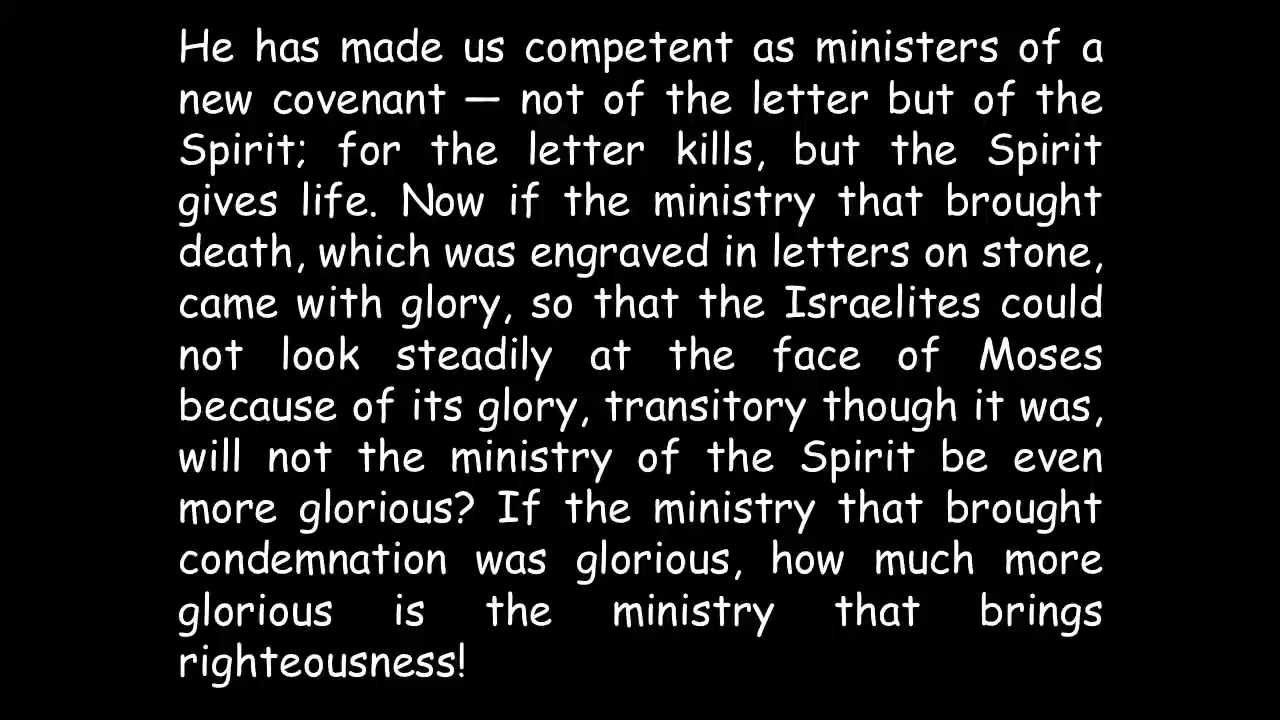 He has made us competent as ministers of a
new covenant — not of the letter but of the
Spirit; for the letter kills, but the Spirit
gives life. Now if the ministry that brought
death, which was engraved in letters on stone,
came with glory, so that the Israelites could
not look steadily at the face of Moses
because of its glory, transitory though it was,
will not the ministry of the Spirit be even
more glorious? If the ministry that brought
condemnation was glorious, how much more
glorious is the ministry that brings
righteousness!